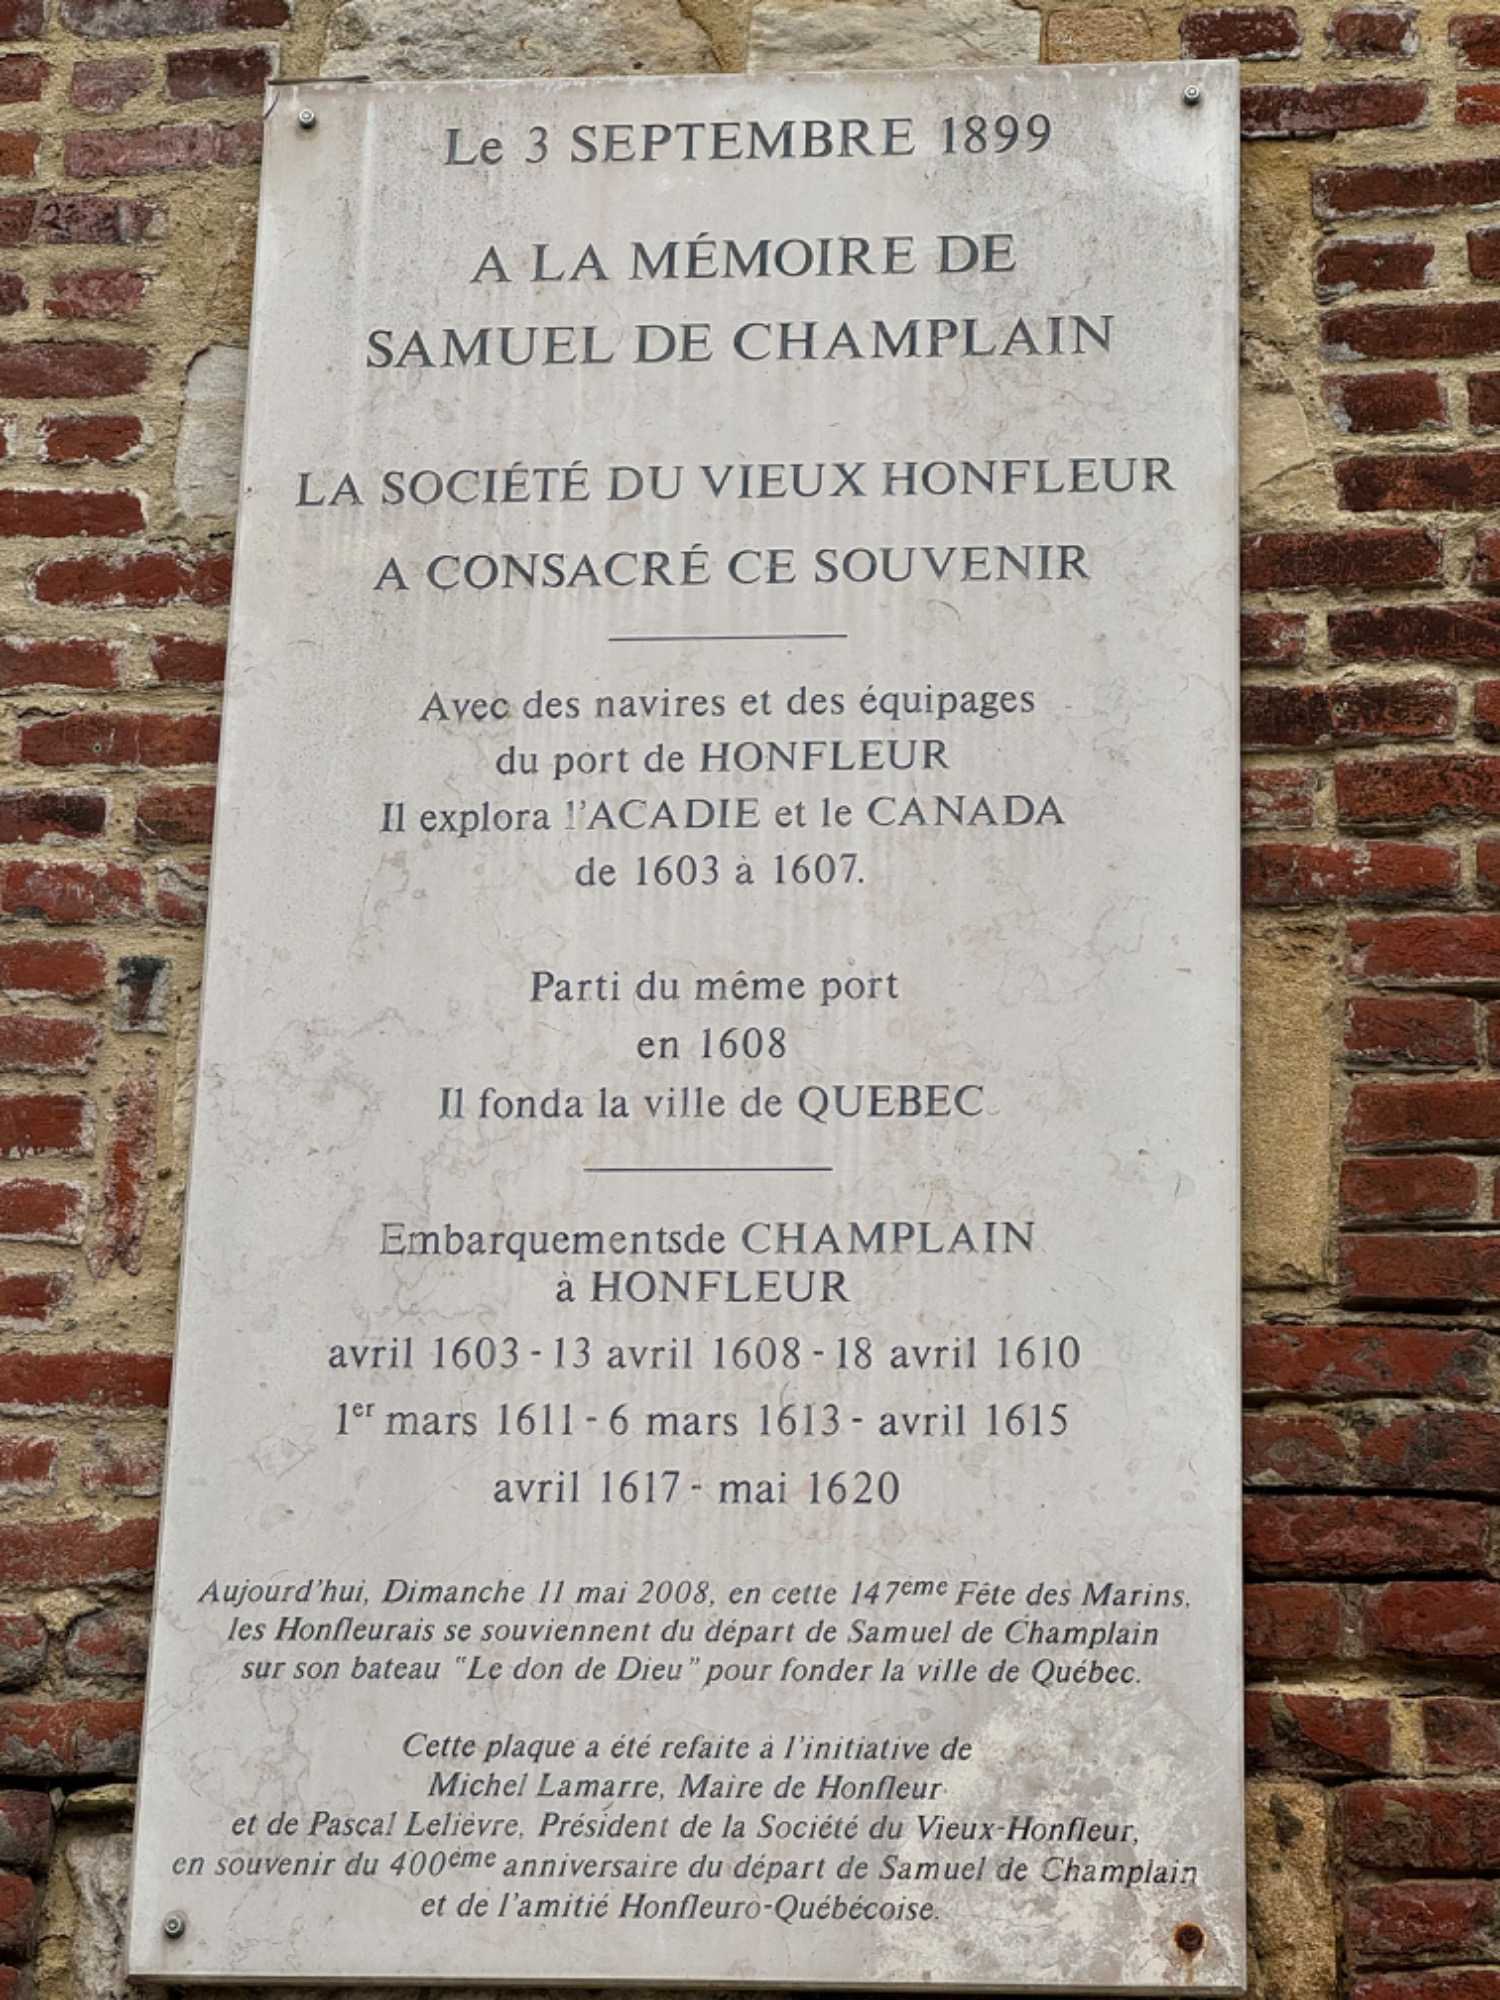 Le 3 SEPTEMBRE 1899
A LA MÉMOIRE DE
SAMUEL DE CHAMPLAIN
LA SOCIÉTÉ DU VIEUX HONFLEUR
A CONSACRÉ CE SOUVENIR
Avec des navires et des équipages
du port de HONFLEUR
Il explora l'ACADIE et le CANADA
de 1603 à 1607.
Parti du même port
en 1608
Il fonda la ville de QUEBEC
Embarquementsde CHAMPLAIN
à HONFLEUR
avril 1603 - 13 avril 1608 - 18 avril 1610
1er mars 1611 - 6 mars 1613 - avril 1615
avril 1617 - mai 1620
Aujourd'hui, Dimanche 11 mai 2008, en cette 147ème Fête des Marins,
les Honfleurais se souviennent du départ de Samuel de Champlain
sur son bateau "Le don de Dieu" pour fonder la ville de Québec.
Cette plaque a été refaite à l'initiative de
Michel Lamarre, Maire de Honfleur
et de Pascal Lelièvre, Président de la Société du Vieux-Honfleur,
en souvenir du 400ème anniversaire du départ de Samuel de Champlain
et de l'amitié Honfleuro-Québécoise.